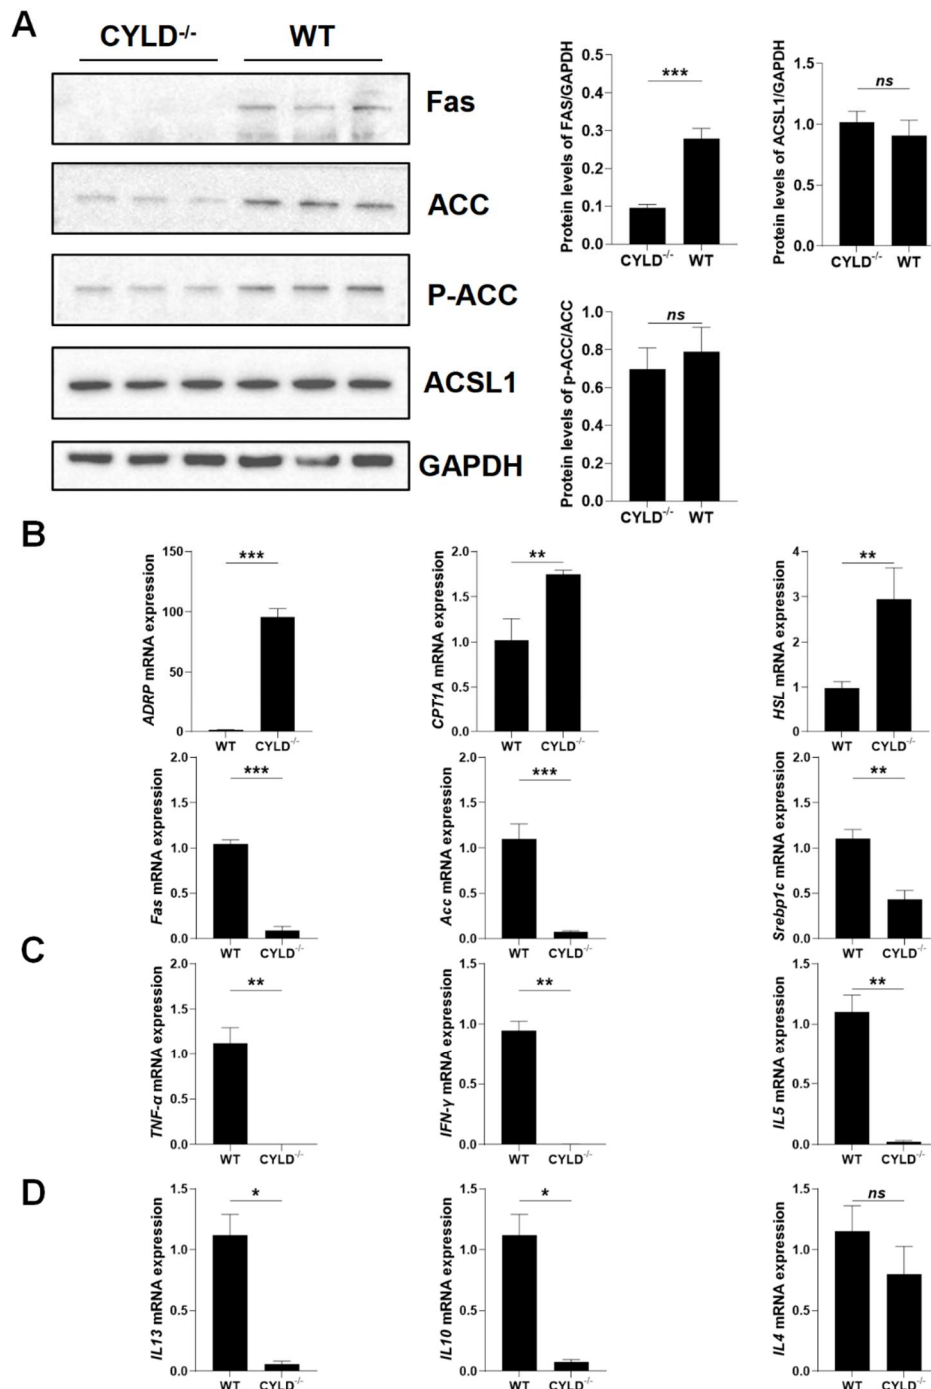 A
CYLD-/- WT
Fas
ACC
P-ACC
ACSL1
GAPDH
Protein levels of FAS/GAPDH
0.5
0.4
0.3
0.2
0.1
0.0
***
CYLD-/- WT
Protein levels of ACSL1/GAPDH
1.5
1.0
1.5
0.0
ns
CYLD-/- WT
Protein levels of p-ACC/ACC
1.0
0.8
0.6
0.4
0.2
0.0
ns
CYLD-/- WT
B
ADRP mRNA expression
150
100
50
0
***
WT CYLD-/-
CPT1A mRNA expression
2.0
1.5
1.0
0.5
0.0
**
WT CYLD-/-
HSL mRNA expression
4
3
2
1
0
**
WT CYLD-/-
Fas mRNA expression
2.0
1.5
1.0
0.5
0.0
***
WT CYLD-/-
Acc mRNA expression
2.0
1.5
1.0
0.5
0.0
***
WT CYLD-/-
Srebp1c mRNA expression
2.0
1.5
1.0
0.5
0.0
**
WT CYLD-/-
C
TNF-α mRNA expression
2.0
1.5
1.0
0.5
0.0
**
WT CYLD-/-
IFN-γ mRNA expression
1.5
1.0
0.5
0.0
**
WT CYLD-/-
IL5 mRNA expression
1.5
1.0
0.5
0.0
**
WT CYLD-/-
D
IL13 mRNA expression
1.5
1.0
0.5
0.0
*
WT CYLD-/-
IL10 mRNA expression
1.5
1.0
0.5
0.0
*
WT CYLD-/-
IL4 mRNA expression
1.5
1.0
0.5
0.0
ns
WT CYLD-/-